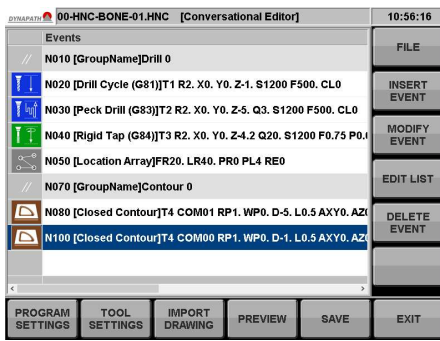 DYNAPATH 00-HNC-BONE-01.HNC [Conversational Editor] 10:56:16
Events
// N010 [GroupName]Drill 0
N020 [Drill Cycle (G81)]T1 R2. X0. Y0. Z-1. S1200 F500. CL0
N030 [Peck Drill (G83)]T2 R2. X0. Y0. Z-5. Q3. S1200 F500. CL0
N040 [Rigid Tap (G84)]T3 R2. X0. Y0. Z-4.2 Q20. S1200 F0.75 P0.
N050 [Location Array]FR20. LR40. PR0 PL4 RE0
// N070 [GroupName]Contour 0
N080 [Closed Contour]T4 COM01 RP1. WP0. D-5. L0.5 AXY0. AZ
N100 [Closed Contour]T4 COM00 RP1. WP0. D-1. L0.5 AXY0. AZ
FILE
INSERT
EVENT
MODIFY
EVENT
EDIT LIST
DELETE
EVENT
PROGRAM
SETTINGS
TOOL
SETTINGS
IMPORT
DRAWING
PREVIEW
SAVE
EXIT